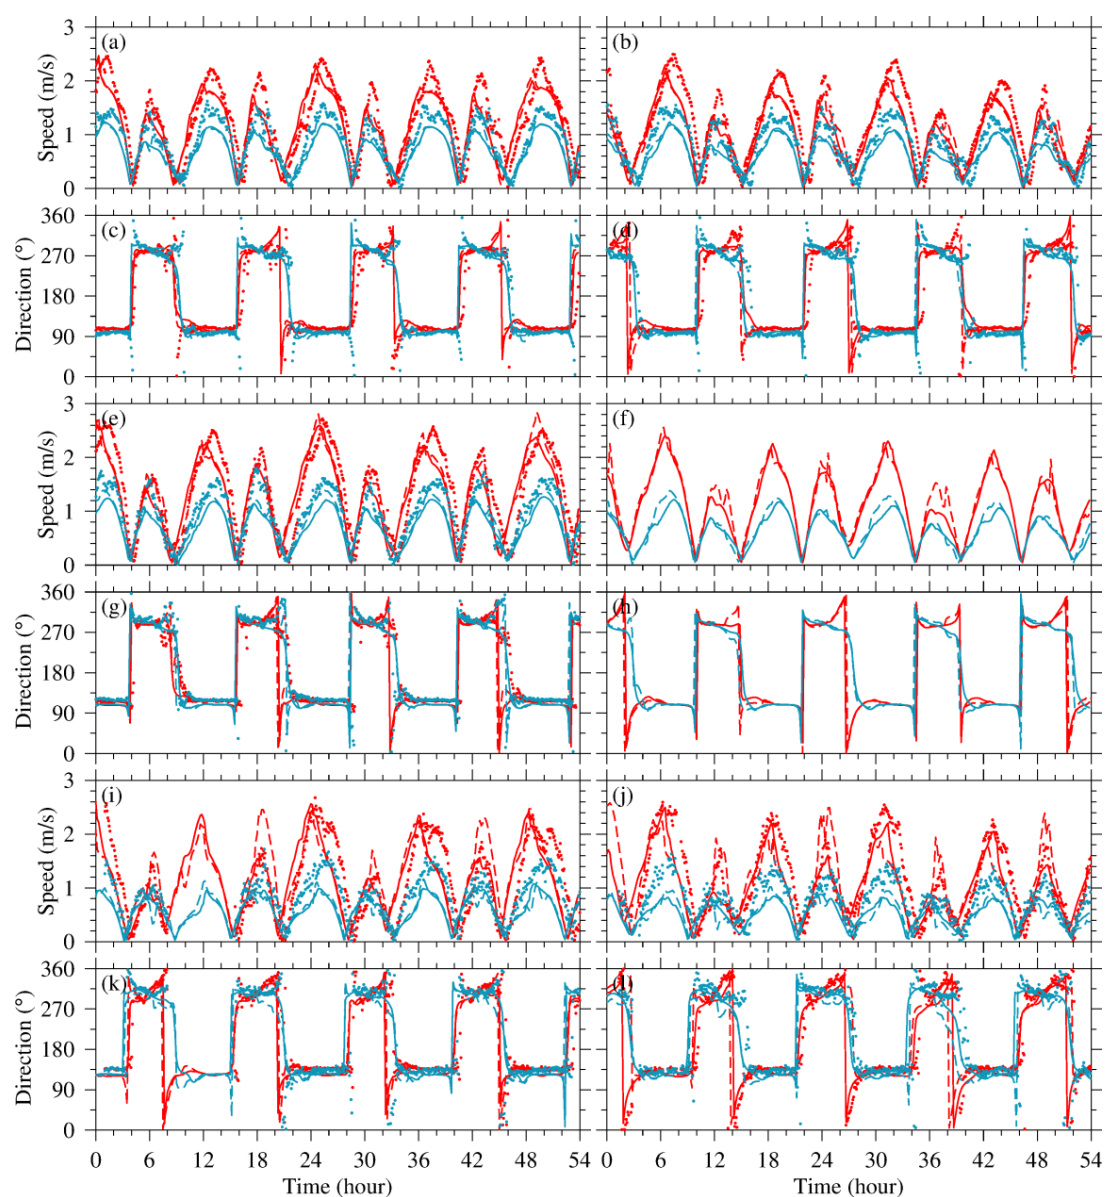 3 (a) (b)
Speed (m/s) 2
1
0
360 (c) (d)
Direction (°) 270
180
90
0
3 (e) (f)
Speed (m/s) 2
1
0
360 (g) (h)
Direction (°) 270
180
90
0
3 (i) (j)
Speed (m/s) 2
1
0
360 (k) (l)
Direction (°) 270
180
90
0
0 6 12 18 24 30 36 42 48 54 0 6 12 18 24 30 36 42 48 54
Time (hour) Time (hour)